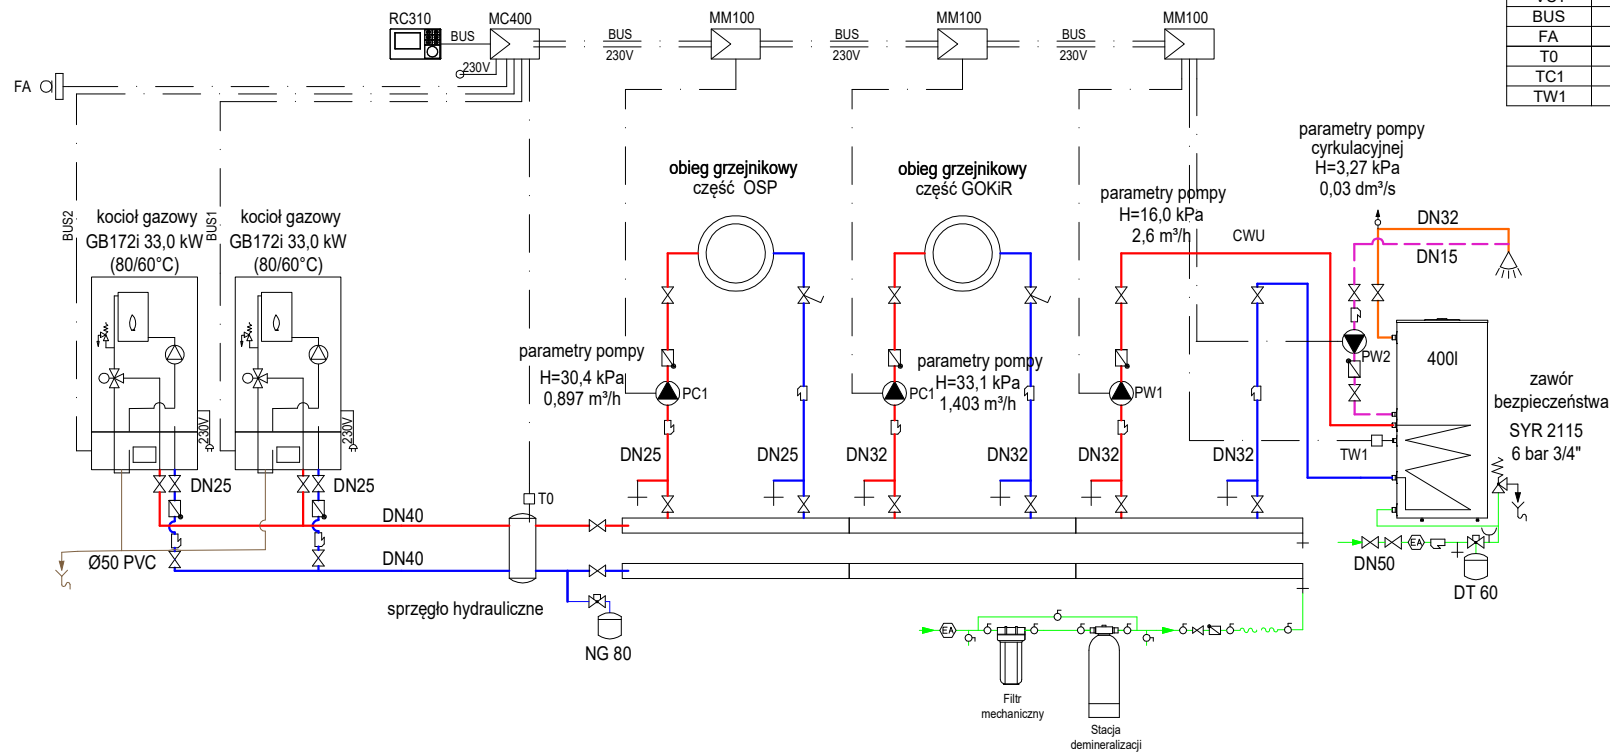 RC310
MC400
MM100
MM100
MM100
BUS
BUS
BUS
BUS
230V
230V
230V
230V
BUS
FA
T0
TC1
TW1
FA
parametry pompy
cyrkulacyjnej
H=3,27 kPa
0,03 dm³/s
obieg grzejnikowy
część OSP
obieg grzejnikowy
część GOKiR
parametry pompy
H=16,0 kPa
2,6 m³/h
CWU
DN32
DN15
BUS2
kocioł gazowy
GB172i 33,0 kW
(80/60°C)
BUS1
kocioł gazowy
GB172i 33,0 kW
(80/60°C)
parametry pompy
H=30,4 kPa
0,897 m³/h
PC1
parametry pompy
H=33,1 kPa
1,403 m³/h
PC1
PW1
PW2
400l
zawór
bezpieczeństwa
SYR 2115
6 bar 3/4"
230V
230V
DN25
DN25
DN25
DN25
DN32
DN32
DN32
DN32
TW1
T0
DN40
DN40
Ø50 PVC
sprzęgło hydrauliczne
NG 80
EA
DN50
DT 60
EA
Filtr
mechaniczny
Stacja
demineralizacji